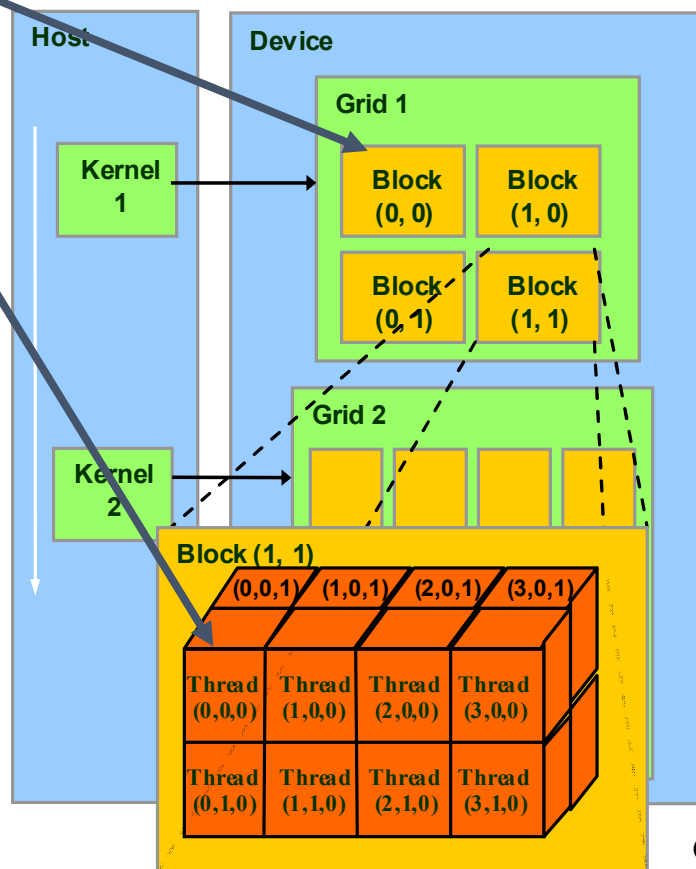 Host
Device
Grid 1
Kernel
1
Block
(0, 0)
Block
(1, 0)
Block
(0, 1)
Block
(1, 1)
Grid 2
Kernel
2
Block (1, 1)
(0,0,1) (1,0,1) (2,0,1) (3,0,1)
Thread
(0,0,0)
Thread
(1,0,0)
Thread
(2,0,0)
Thread
(3,0,0)
Thread
(0,1,0)
Thread
(1,1,0)
Thread
(2,1,0)
Thread
(3,1,0)